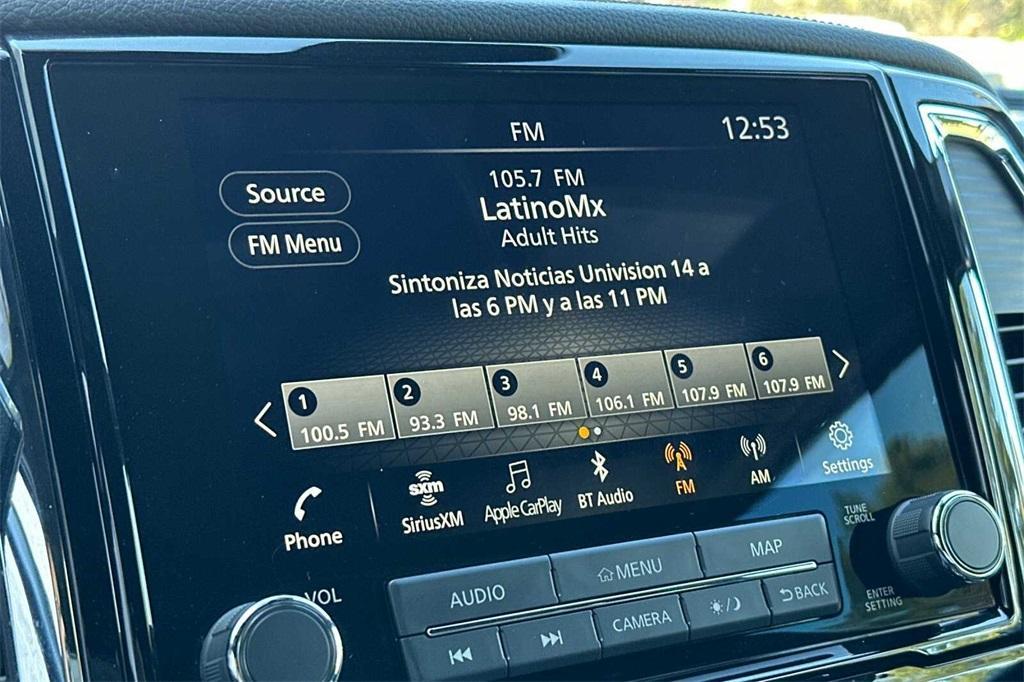 FM
12:53
Source
FM Menu
105.7 FM
LatinoMx
Adult Hits
Sintoniza Noticias Univision 14 a
las 6 PM y a las 11 PM
1 2 3 4 5 6
100.5 FM 93.3 FM 98.1 FM 106.1 FM 107.9 FM 107.9 FM
Phone
sxm
SiriusXM
Apple CarPlay
BT Audio
A
FM
AM
Settings
VOL
AUDIO
MENU
MAP
CAMERA
BACK
TUNE
SCROLL
ENTER
SETTING